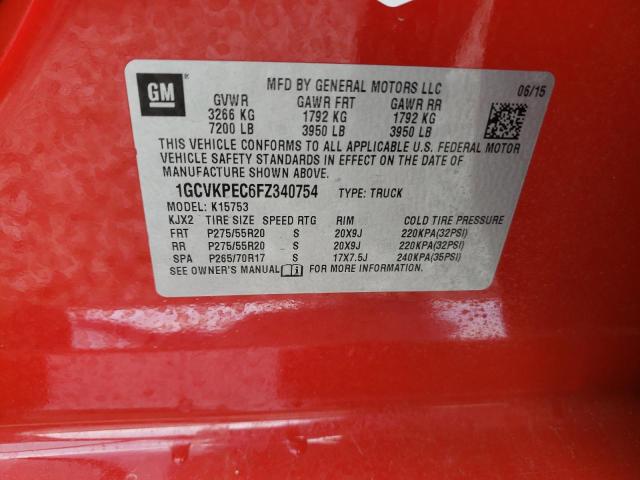 GM
MFD BY GENERAL MOTORS LLC 06/15
GVWR GAWR FRT GAWR RR
3266 KG 1792 KG 1792 KG
7200 LB 3950 LB 3950 LB
THIS VEHICLE CONFORMS TO ALL APPLICABLE U.S. FEDERAL MOTOR
VEHICLE SAFETY STANDARDS IN EFFECT ON THE DATE OF
MANUFACTURE SHOWN ABOVE.
1GCVKPEC6FZ340754 TYPE: TRUCK
MODEL: K15753
KJX2 TIRE SIZE SPEED RTG RIM COLD TIRE PRESSURE
FRT P275/55R20 S 20X9J 220KPA(32PSI)
RR P275/55R20 S 20X9J 220KPA(32PSI)
SPA P265/70R17 S 17X7.5J 240KPA(35PSI)
SEE OWNER'S MANUAL FOR MORE INFORMATION.